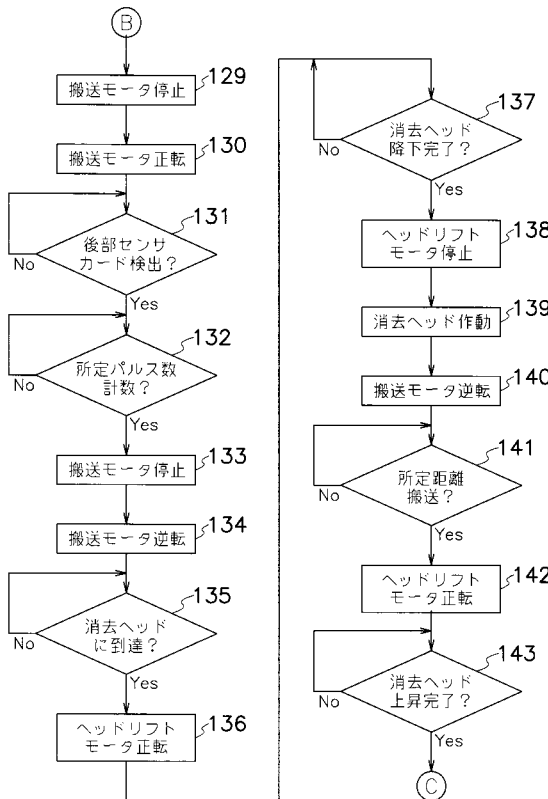 B
搬送モータ停止
129
搬送モータ正転
130
131
後部センサ
カード検出？
No
Yes
132
所定パルス数
計数？
No
Yes
搬送モータ停止
133
搬送モータ逆転
134
135
消去ヘッド
に到達？
No
Yes
136
ヘッドリフト
モータ正転
137
消去ヘッド
降下完了？
No
Yes
138
ヘッドリフト
モータ停止
139
消去ヘッド作動
140
搬送モータ逆転
141
所定距離
搬送？
No
Yes
142
ヘッドリフト
モータ正転
143
消去ヘッド
上昇完了？
No
Yes
C